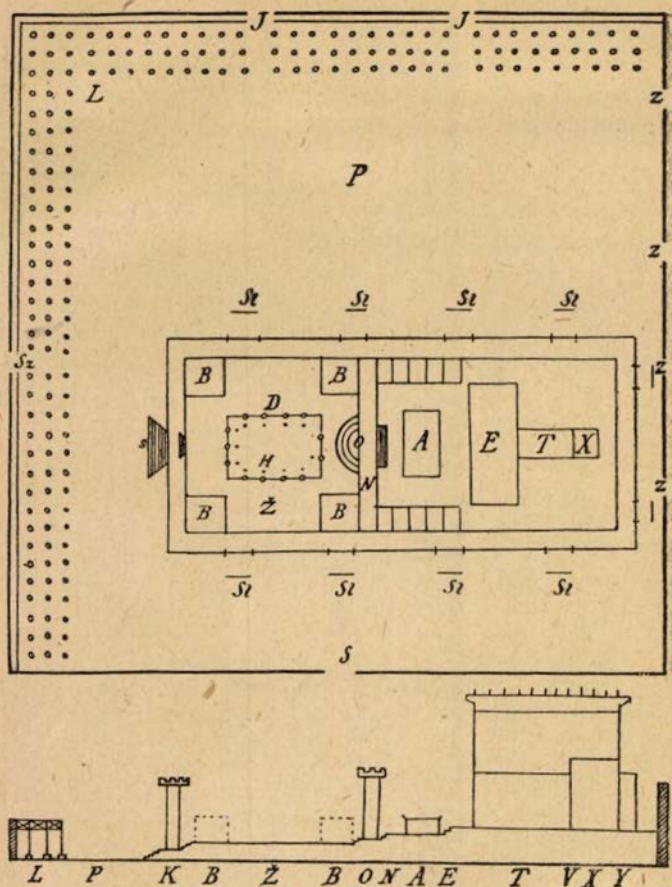 J J
L z
P
z
Sl Sl Sl Sl
Sz B B z
D
s H O A E T X
N
B Ž B z
Sl Sl Sl Sl
S
L P K B Ž B O N A E T V X Y